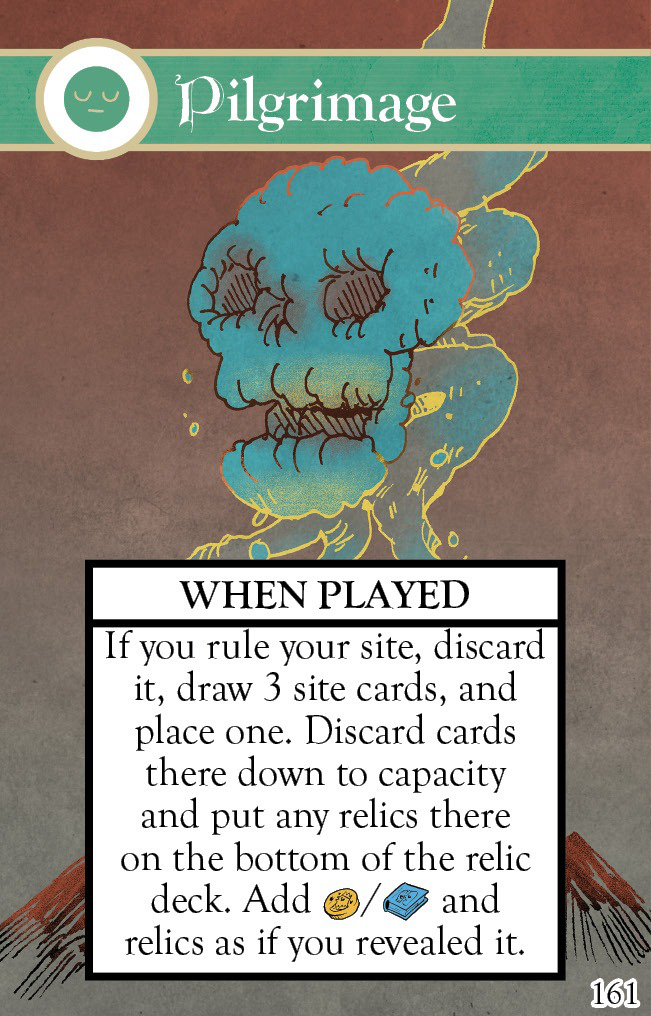 Pilgrimage
WHEN PLAYED
If you rule your site, discard
it, draw 3 site cards, and
place one. Discard cards
there down to capacity
and put any relics there
on the bottom of the relic
deck. Add / and
relics as if you revealed it.
161